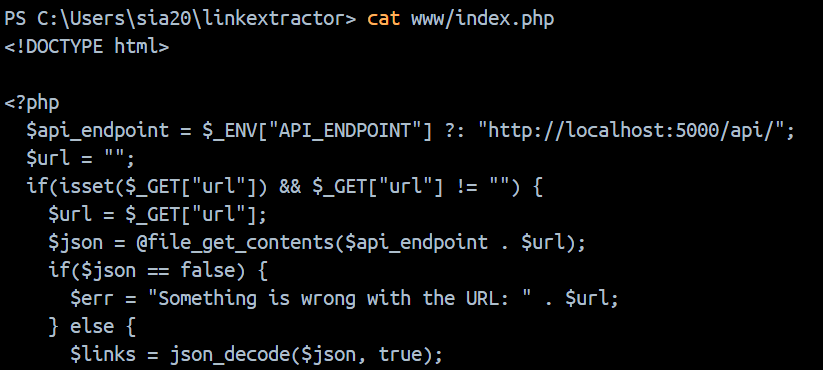 PS C:\Users\sia20\linkextractor> cat www/index.php
<!DOCTYPE html>

<?php
  $api_endpoint = $_ENV["API_ENDPOINT"] ?: "http://localhost:5000/api/";
  $url = "";
  if(isset($_GET["url"]) && $_GET["url"] != "") {
    $url = $_GET["url"];
    $json = @file_get_contents($api_endpoint . $url);
    if($json == false) {
      $err = "Something is wrong with the URL: " . $url;
    } else {
      $links = json_decode($json, true);